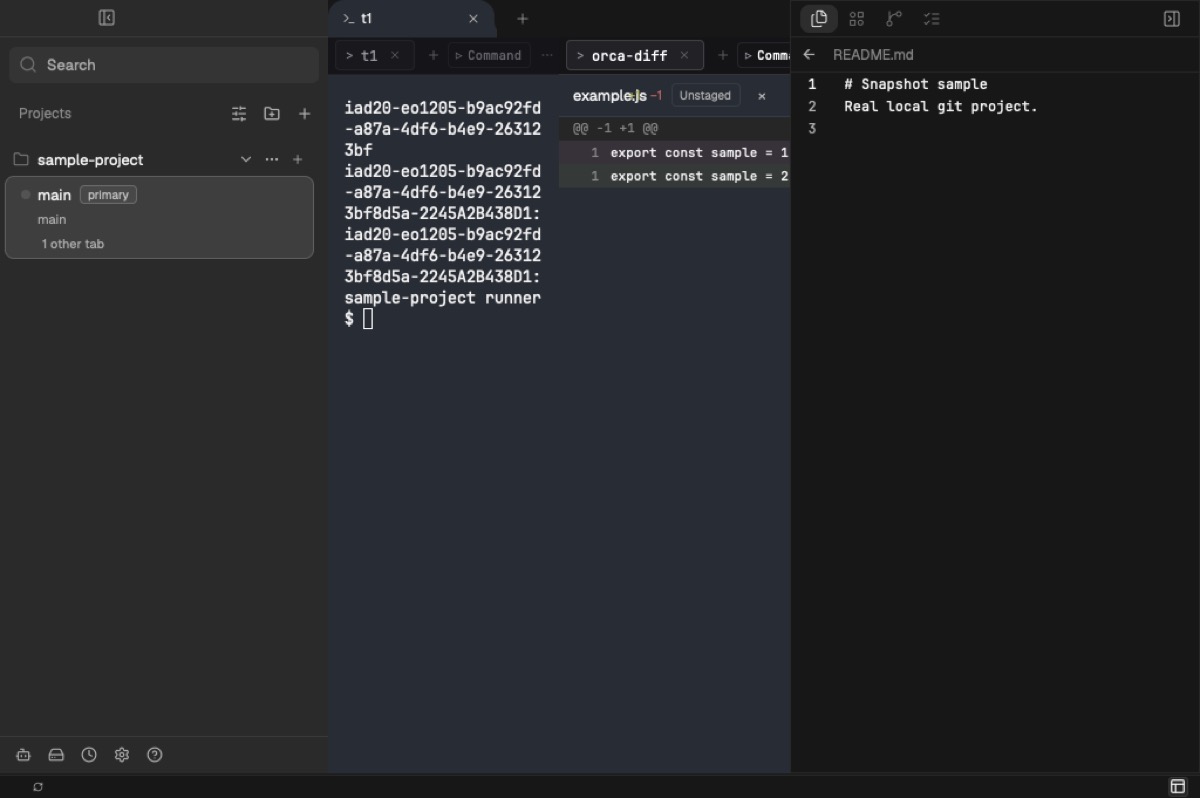 Search
Projects
sample-project
main primary
main
1 other tab
t1
t1
Command
iad20-eo1205-b9ac92fd
-a87a-4df6-b4e9-26312
3bf
iad20-eo1205-b9ac92fd
-a87a-4df6-b4e9-26312
3bf8d5a-2245A2B438D1:
iad20-eo1205-b9ac92fd
-a87a-4df6-b4e9-26312
3bf8d5a-2245A2B438D1:
sample-project runner
$
> orca-diff
Comm
example.js -1 Unstaged
@@ -1 +1 @@
1 export const sample = 1
1 export const sample = 2
README.md
1 # Snapshot sample
2 Real local git project.
3